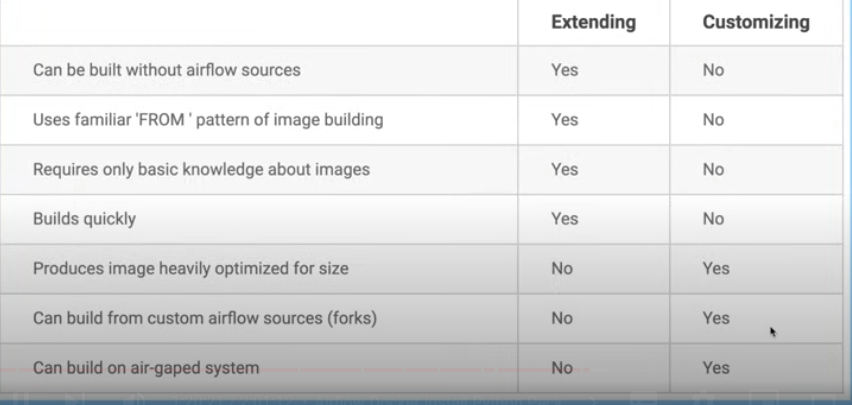 Extending Customizing
Can be built without airflow sources Yes No
Uses familiar 'FROM ' pattern of image building Yes No
Requires only basic knowledge about images Yes No
Builds quickly Yes No
Produces image heavily optimized for size No Yes
Can build from custom airflow sources (forks) No Yes
Can build on air-gaped system No Yes